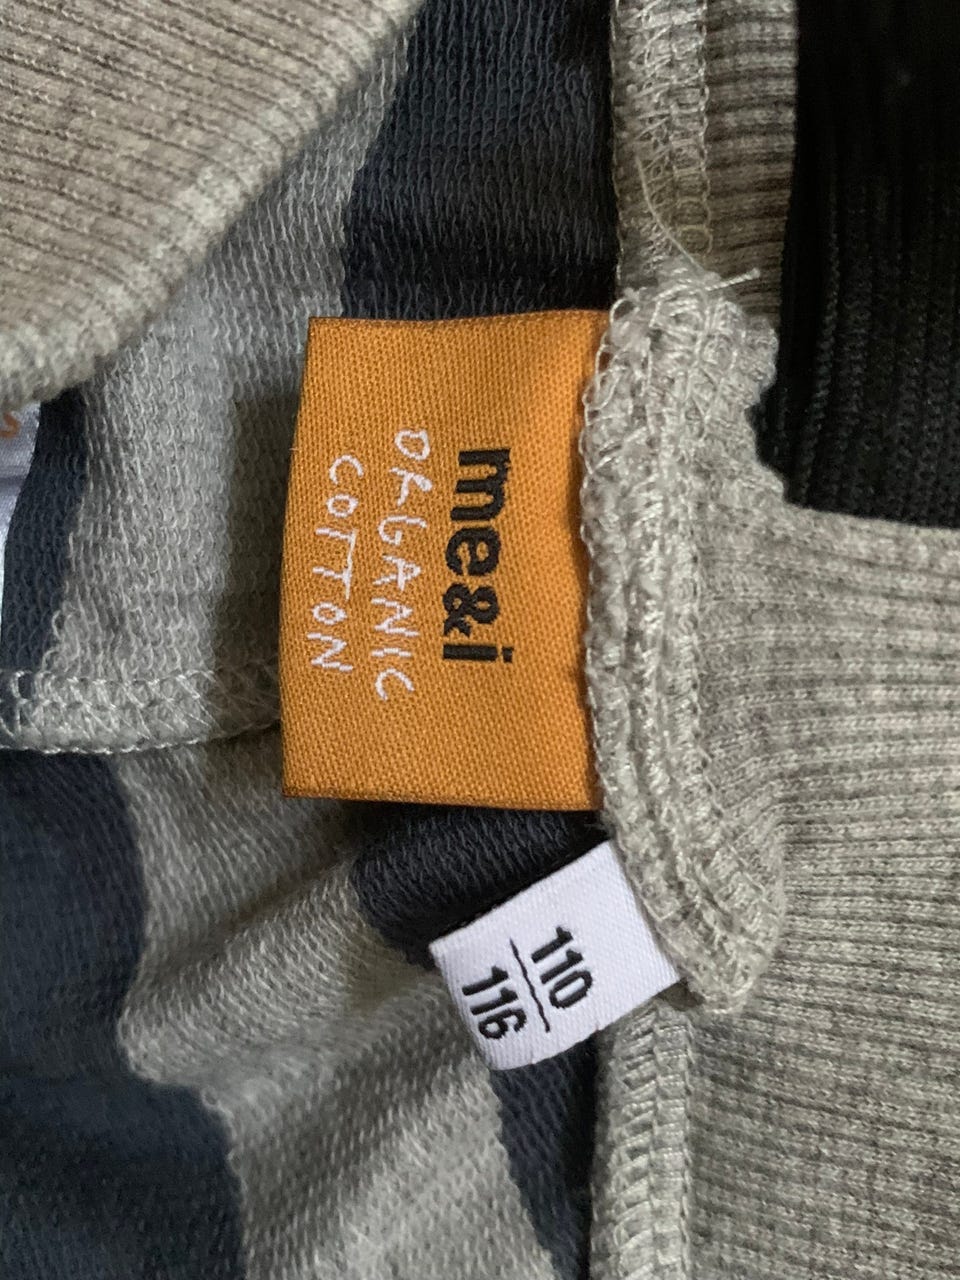 me&i
ORGANIC
COTTON
110
116